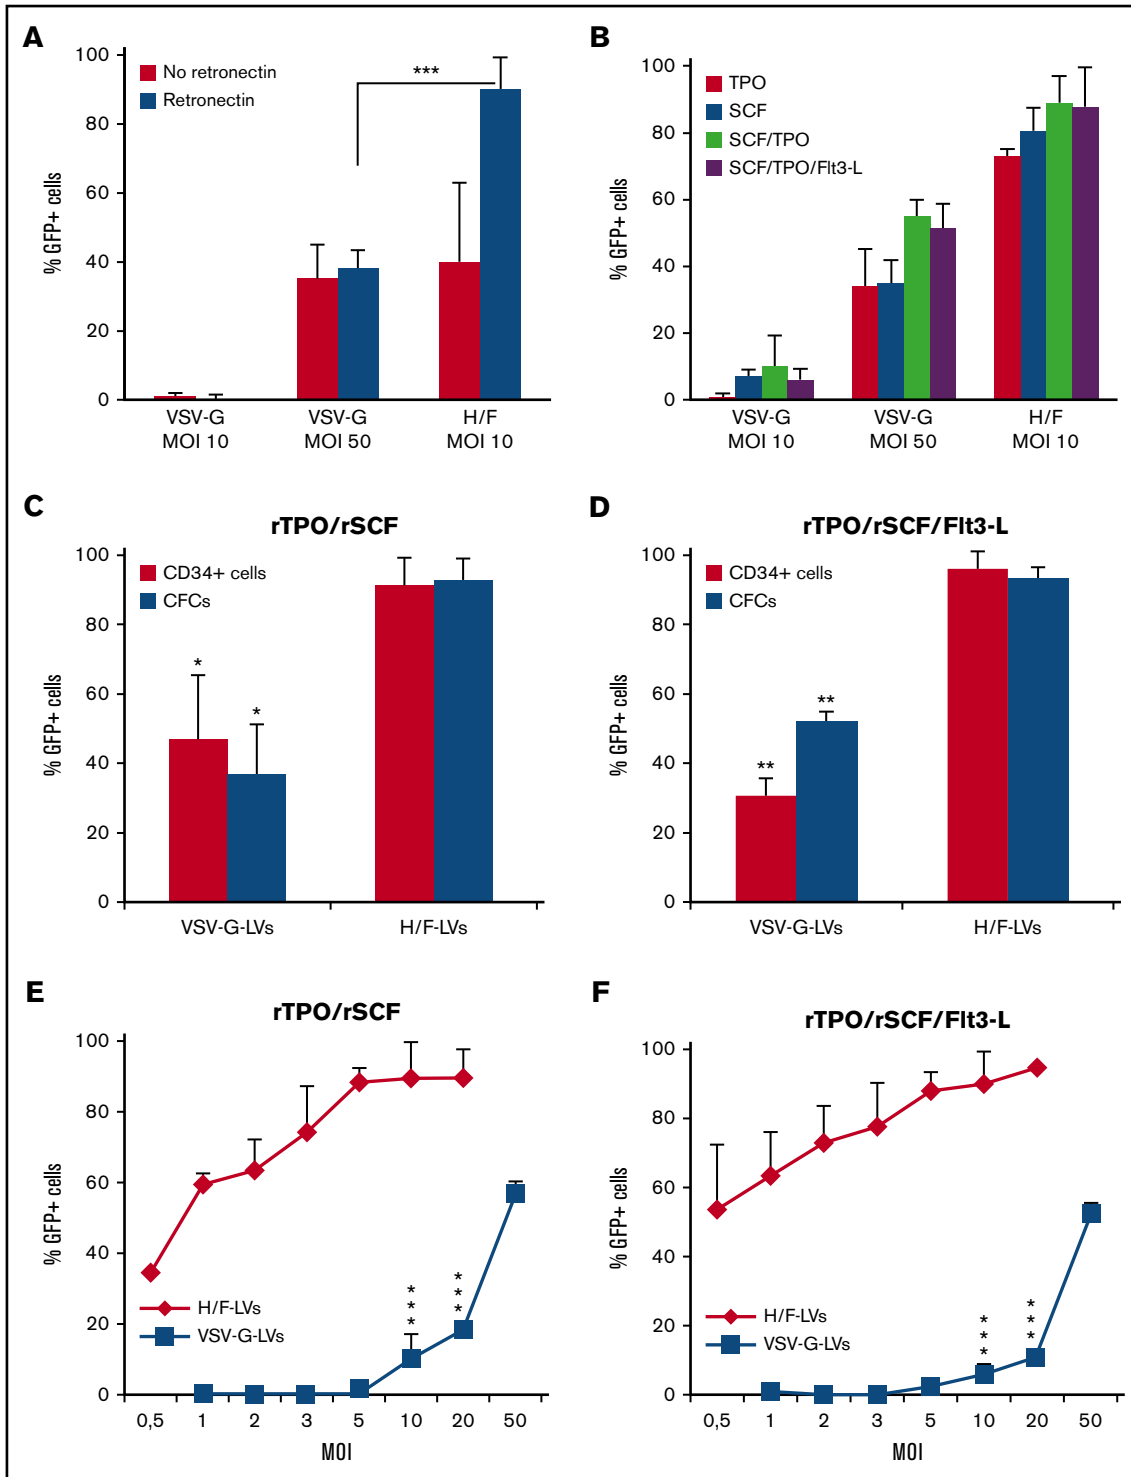 A
100
80
60
40
20
0
% GFP+ cells
No retronectin
Retronectin
***
VSV-G
MOI 10
VSV-G
MOI 50
H/F
MOI 10
B
100
80
60
40
20
0
% GFP+ cells
TPO
SCF
SCF/TPO
SCF/TPO/Flt3-L
VSV-G
MOI 10
VSV-G
MOI 50
H/F
MOI 10
C
rTPO/rSCF
100
80
60
40
20
0
% GFP+ cells
CD34+ cells
CFCs
*
*
VSV-G-LVs
H/F-LVs
D
rTPO/rSCF/Flt3-L
100
80
60
40
20
0
% GFP+ cells
CD34+ cells
CFCs
**
**
VSV-G-LVs
H/F-LVs
E
rTPO/rSCF
100
80
60
40
20
0
% GFP+ cells
H/F-LVs
VSV-G-LVs
***
***
0,5 1 2 3 5 10 20 50
MOI
F
rTPO/rSCF/Flt3-L
100
80
60
40
20
0
% GFP+ cells
H/F-LVs
VSV-G-LVs
***
***
0,5 1 2 3 5 10 20 50
MOI